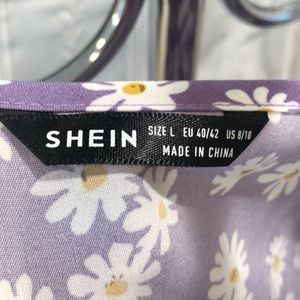 SHEIN
SIZE L EU 40/42 US 8/10
MADE IN CHINA